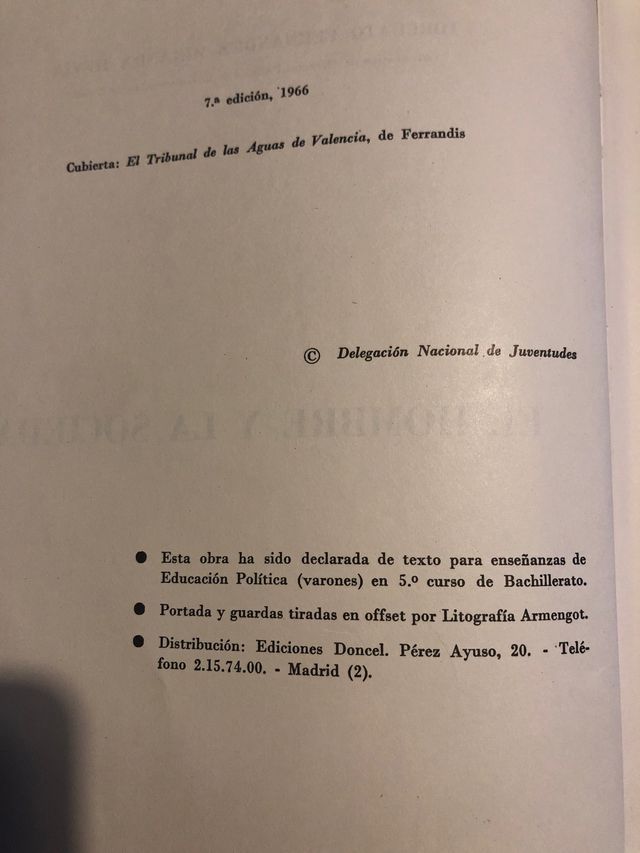 7.ª edición, 1966
Cubierta: El Tribunal de las Aguas de Valencia, de Ferrandis
© Delegación Nacional de Juventudes
EL HOMBRE Y LA
● Esta obra ha sido declarada de texto para enseñanzas de
Educación Política (varones) en 5.º curso de Bachillerato.
● Portada y guardas tiradas en offset por Litografía Armengot.
● Distribución: Ediciones Doncel. Pérez Ayuso, 20. - Telé-
fono 2.15.74.00. - Madrid (2).